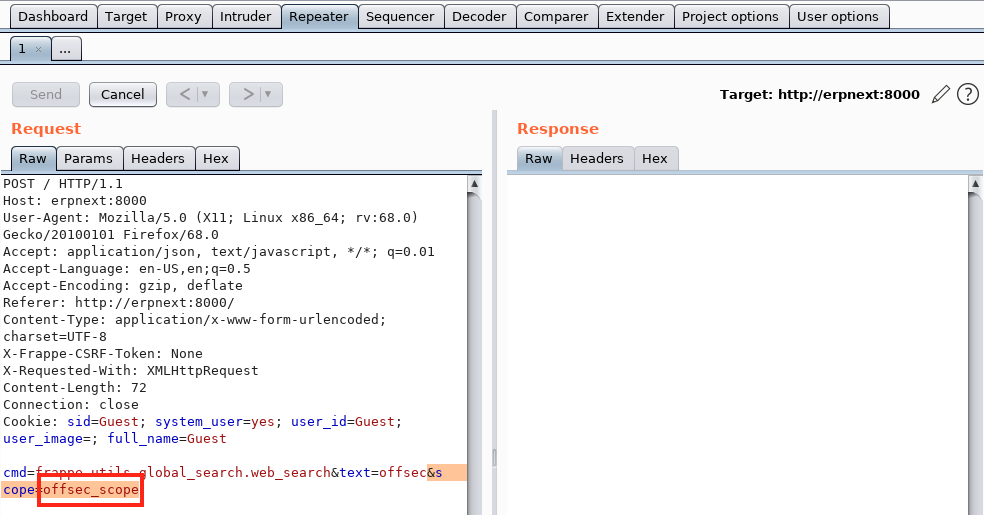 Dashboard Target Proxy Intruder Repeater Sequencer Decoder Comparer Extender Project options User options
1 × ...
Send Cancel < ▼ > ▼ Target: http://erpnext:8000 ?
Request
Raw Params Headers Hex
POST / HTTP/1.1
Host: erpnext:8000
User-Agent: Mozilla/5.0 (X11; Linux x86_64; rv:68.0)
Gecko/20100101 Firefox/68.0
Accept: application/json, text/javascript, */*; q=0.01
Accept-Language: en-US,en;q=0.5
Accept-Encoding: gzip, deflate
Referer: http://erpnext:8000/
Content-Type: application/x-www-form-urlencoded;
charset=UTF-8
X-Frappe-CSRF-Token: None
X-Requested-With: XMLHttpRequest
Content-Length: 72
Connection: close
Cookie: sid=Guest; system_user=yes; user_id=Guest;
user_image=; full_name=Guest
cmd=frappe.utils.global_search.web_search&text=offsec&s
cope=offsec_scope
Response
Raw Headers Hex